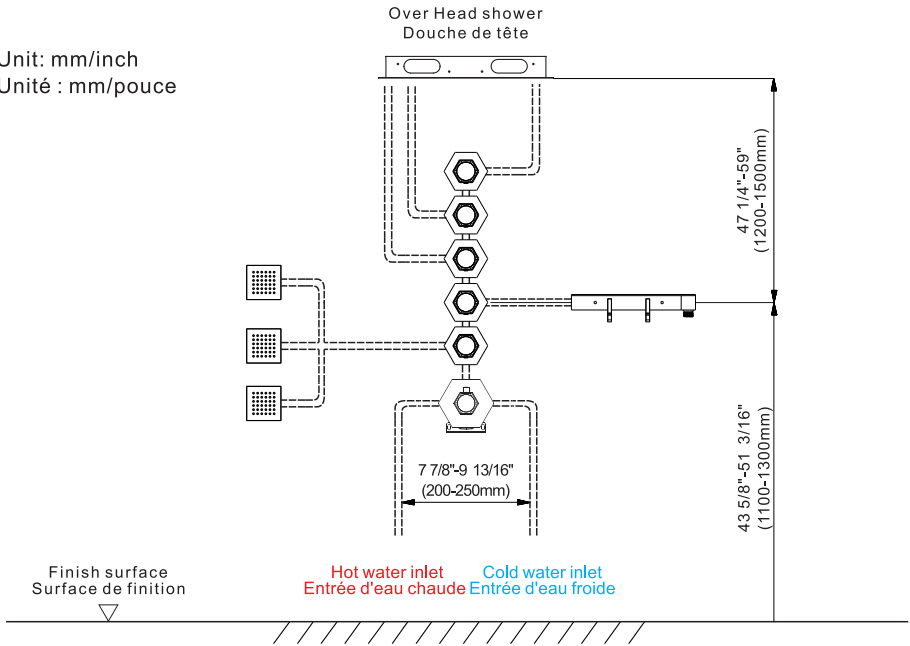 Over Head shower
Douche de tête
Unit: mm/inch
Unité : mm/pouce
47 1/4"-59"
(1200-1500mm)
7 7/8"-9 13/16"
(200-250mm)
43 5/8"-51 3/16"
(1100-1300mm)
Finish surface
Surface de finition
Hot water inlet
Entrée d'eau chaude
Cold water inlet
Entrée d'eau froide